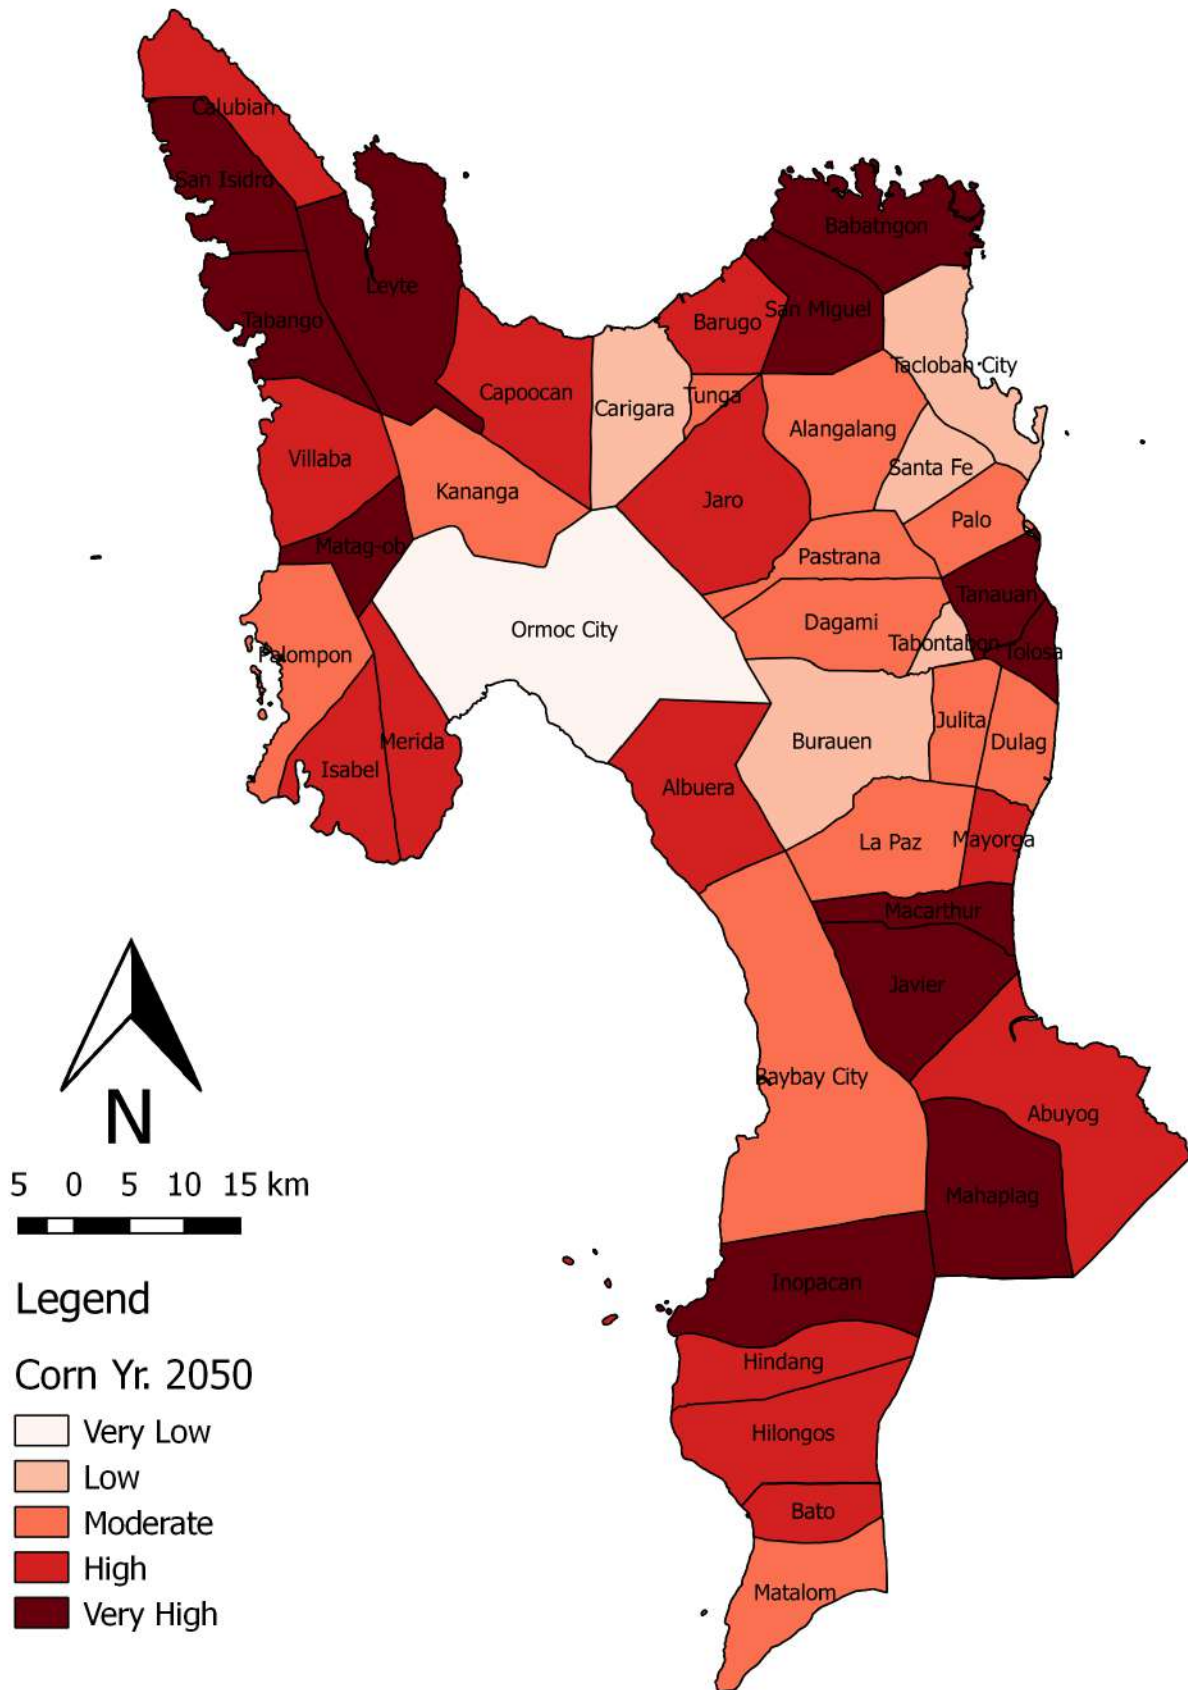 Calubian
San Isidro
Babatngon
Leyte
San Miguel
Tabango
Barugo
Tacloban City
Capoocan
Tunga
Carigara
Alangalang
Villaba
Santa Fe
Kananga
Jaro
Palo
Matag-ob
Pastrana
Tanauan
Dagami
Ormoc City
Tabontabon
Tolosa
Palompon
Julita
Merida
Burauen
Dulag
Isabel
Albuera
La Paz
Mayorga
Macarthur
Javier
Baybay City
Abuyog
N
5 0 5 10 15 km
Mahaplag
Inopacan
Legend
Hindang
Corn Yr. 2050
Very Low
Hilongos
Low
Bato
Moderate
High
Matalom
Very High